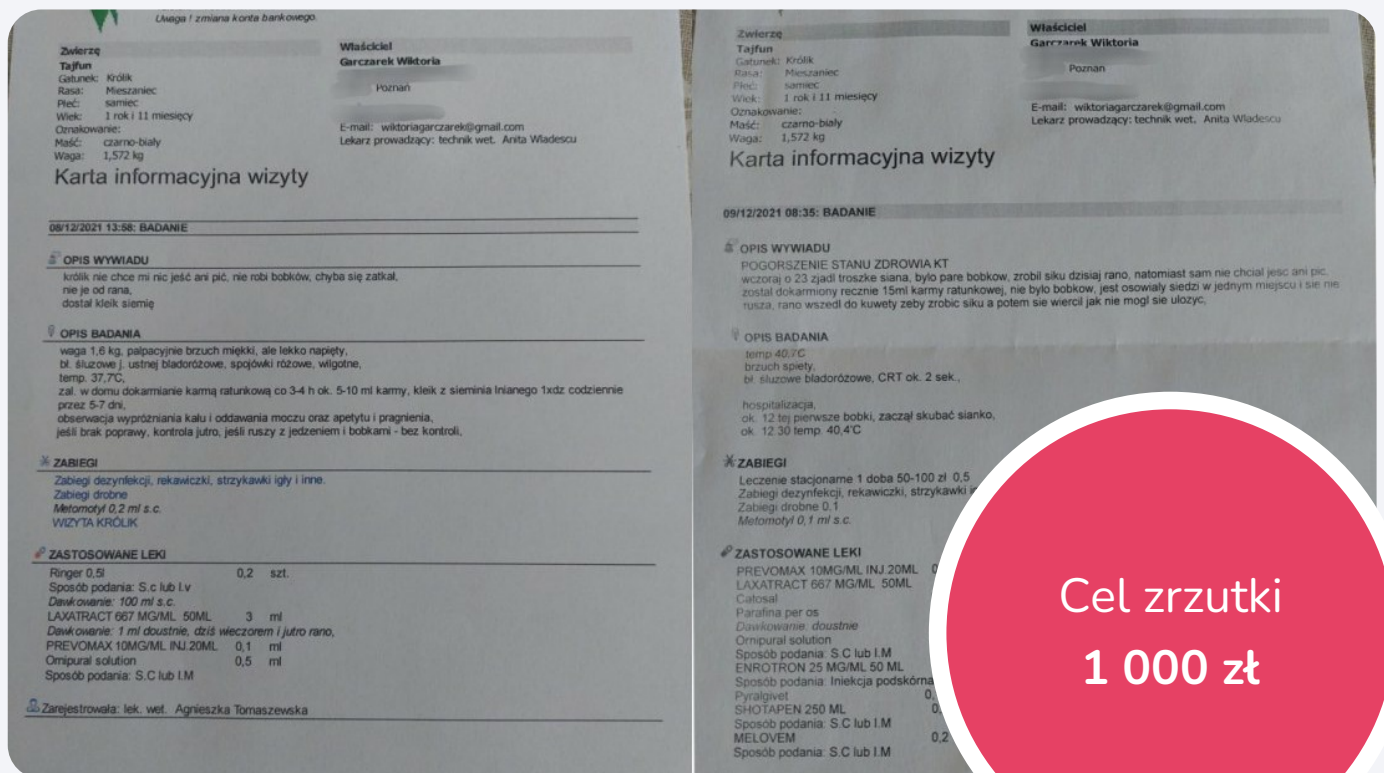 Uwaga ! zmiana konta bankowego.
Zwierzę
Tajfun
Gatunek: Królik
Rasa: Mieszaniec
Płeć: samiec
Wiek: 1 rok i 11 miesięcy
Oznakowanie:
Maść: czarno-biały
Waga: 1,572 kg
Właściciel
Garczarek Wiktoria
Poznań
E-mail: wiktoriagarczarek@gmail.com
Lekarz prowadzący: technik wet. Anita Wladescu
Karta informacyjna wizyty
08/12/2021 13:58: BADANIE
OPIS WYWIADU
królik nie chce mi nic jeść ani pić, nie robi bobków, chyba się zatkał,
nie je od rana,
dostał kleik siemię
OPIS BADANIA
waga 1,6 kg, palpacyjnie brzuch miękki, ale lekko napięty,
bł. śluzowe j. ustnej bladoróżowe, spojówki różowe, wilgotne,
temp. 37,7'C,
zal. w domu dokarmianie karmą ratunkową co 3-4 h ok. 5-10 ml karmy, kleik z sieminia lnianego 1xdz codziennie
przez 5-7 dni,
obserwacja wypróżniania kału i oddawania moczu oraz apetytu i pragnienia,
jeśli brak poprawy, kontrola jutro, jeśli ruszy z jedzeniem i bobkami - bez kontroli,
ZABIEGI
Zabiegi dezynfekcji, rekawiczki, strzykawki igły i inne.
Zabiegi drobne
Metomotyl 0,2 ml s.c.
WIZYTA KRÓLIK
ZASTOSOWANE LEKI
Ringer 0,5l 0,2 szt.
Sposób podania: S.c lub I.v
Dawkowanie: 100 ml s.c.
LAXATRACT 667 MG/ML 50ML 3 ml
Dawkowanie: 1 ml doustnie, dziś wieczorem i jutro rano,
PREVOMAX 10MG/ML INJ.20ML 0,1 ml
Ornipural solution 0,5 ml
Sposób podania: S.C lub I.M
Zarejestrowała: lek. wet. Agnieszka Tomaszewska
Zwierzę
Tajfun
Gatunek: Królik
Rasa: Mieszaniec
Płeć: samiec
Wiek: 1 rok i 11 miesięcy
Oznakowanie:
Maść: czarno-biały
Waga: 1,572 kg
Właściciel
Garczarek Wiktoria
Poznan
E-mail: wiktoriagarczarek@gmail.com
Lekarz prowadzący: technik wet. Anita Wladescu
Karta informacyjna wizyty
09/12/2021 08:35: BADANIE
OPIS WYWIADU
POGORSZENIE STANU ZDROWIA KT
wczoraj o 23 zjadl troszke siana, bylo pare bobkow, zrobil siku dzisiaj rano, natomiast sam nie chcial jesc ani pic,
zostal dokarmiony recznie 15ml karmy ratunkowej, nie bylo bobkow, jest osowialy siedzi w jednym miejscu i sie nie
rusza, rano wszedl do kuwety zeby zrobic siku a potem sie wiercil jak nie mogl sie ulozyc,
OPIS BADANIA
temp 40.7C
brzuch spiety,
bł. śluzowe bladoróżowe, CRT ok. 2 sek.,
hospitalizacja,
ok. 12 tej pierwsze bobki, zaczął skubać sianko,
ok. 12.30 temp. 40,4'C
ZABIEGI
Leczenie stacjonarne 1 doba 50-100 zł 0,5
Zabiegi dezynfekcji, rekawiczki, strzykawki
Zabiegi drobne 0.1
Metomotyl 0,1 ml s.c.
ZASTOSOWANE LEKI
PREVOMAX 10MG/ML INJ.20ML
LAXATRACT 667 MG/ML 50ML
Catosal
Parafina per os
Dawkowanie: doustnie
Ornipural solution
Sposób podania: S.C lub I.M
ENROTRON 25 MG/ML 50 ML
Sposób podania: Iniekcja podskórna
Pyralgivet 0,
SHOTAPEN 250 ML 0,
Sposób podania: S.C lub I.M
MELOVEM 0,2
Sposób podania: S.C lub I.M
Cel zrzutki
1 000 zł